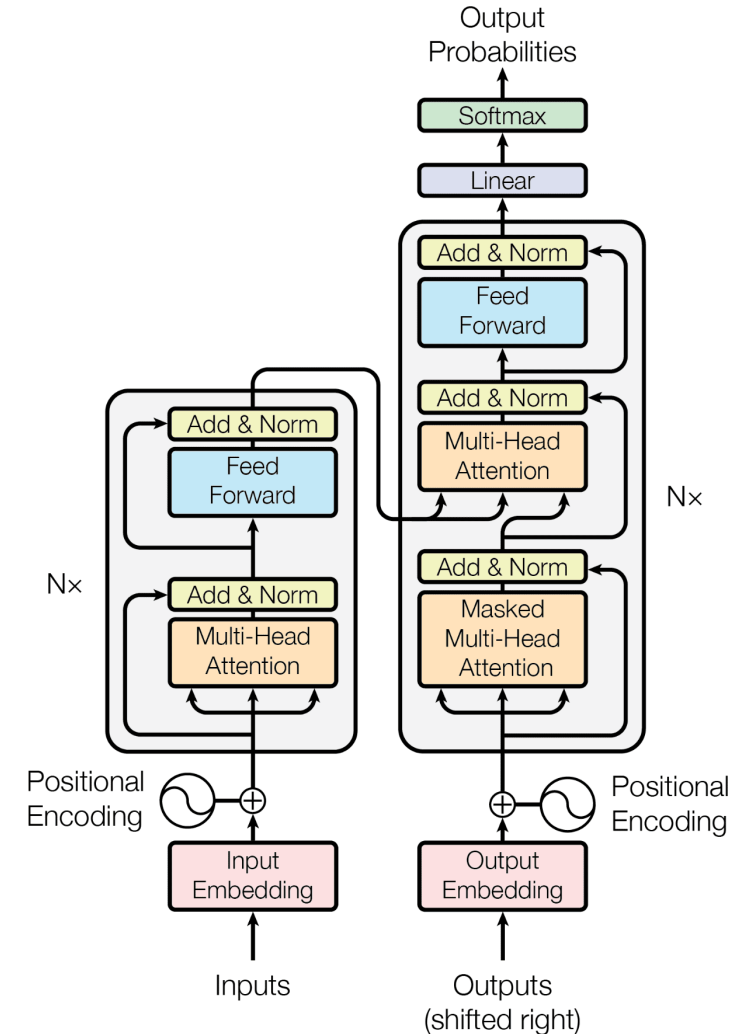 Output
Probabilities
Softmax
Linear
Add & Norm
Feed
Forward
Add & Norm
Multi-Head
Attention
Add & Norm
Masked
Multi-Head
Attention
Nx
Positional
Encoding
Output
Embedding
Outputs
(shifted right)
Add & Norm
Feed
Forward
Add & Norm
Multi-Head
Attention
Nx
Positional
Encoding
Input
Embedding
Inputs